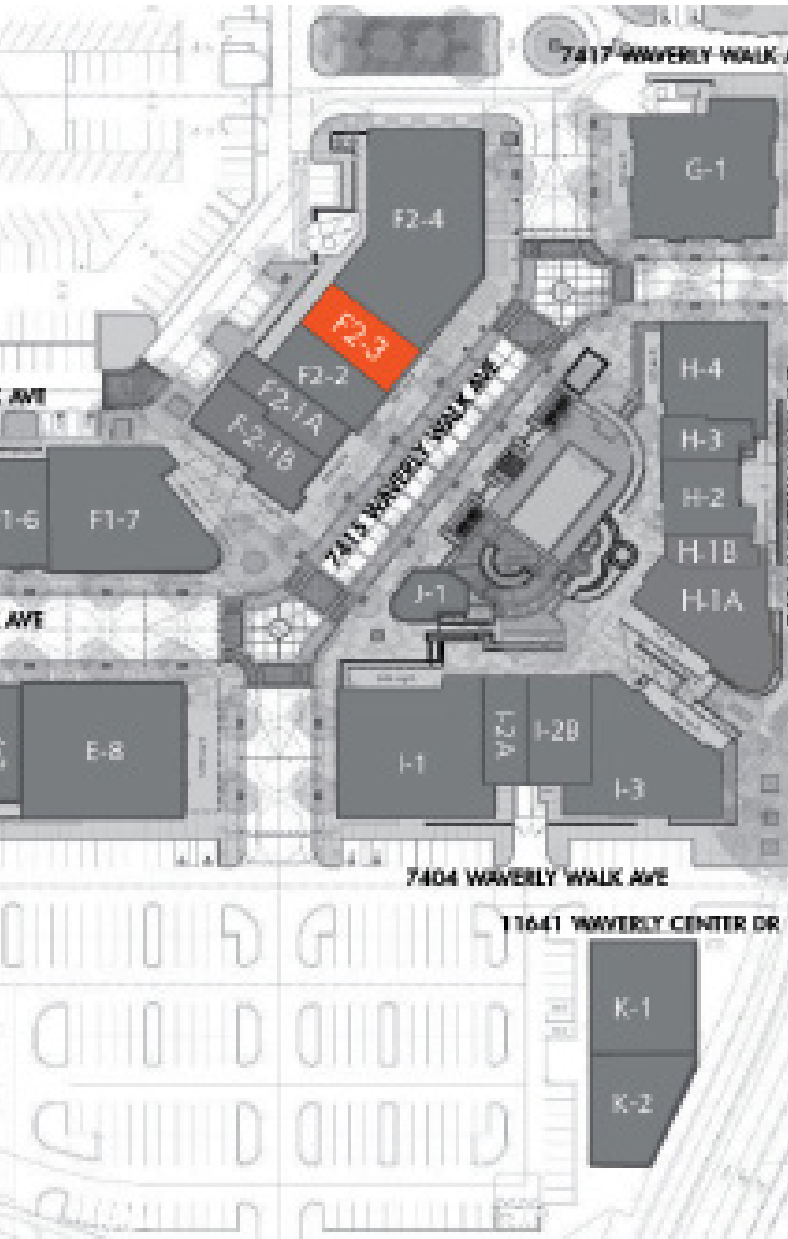 7417 WAVERLY WALK A
G-1
F2-4
F2-3
H-4
F2-2
AVE
F2-1A
H-3
F2-1B
7415 WAVERLY WALK AVE
H-2
1-6
F1-7
H-1B
J-1
H-1A
AVE
E-8
I-1
I-2A
I-2B
I-3
7404 WAVERLY WALK AVE
11641 WAVERLY CENTER DR
K-1
K-2